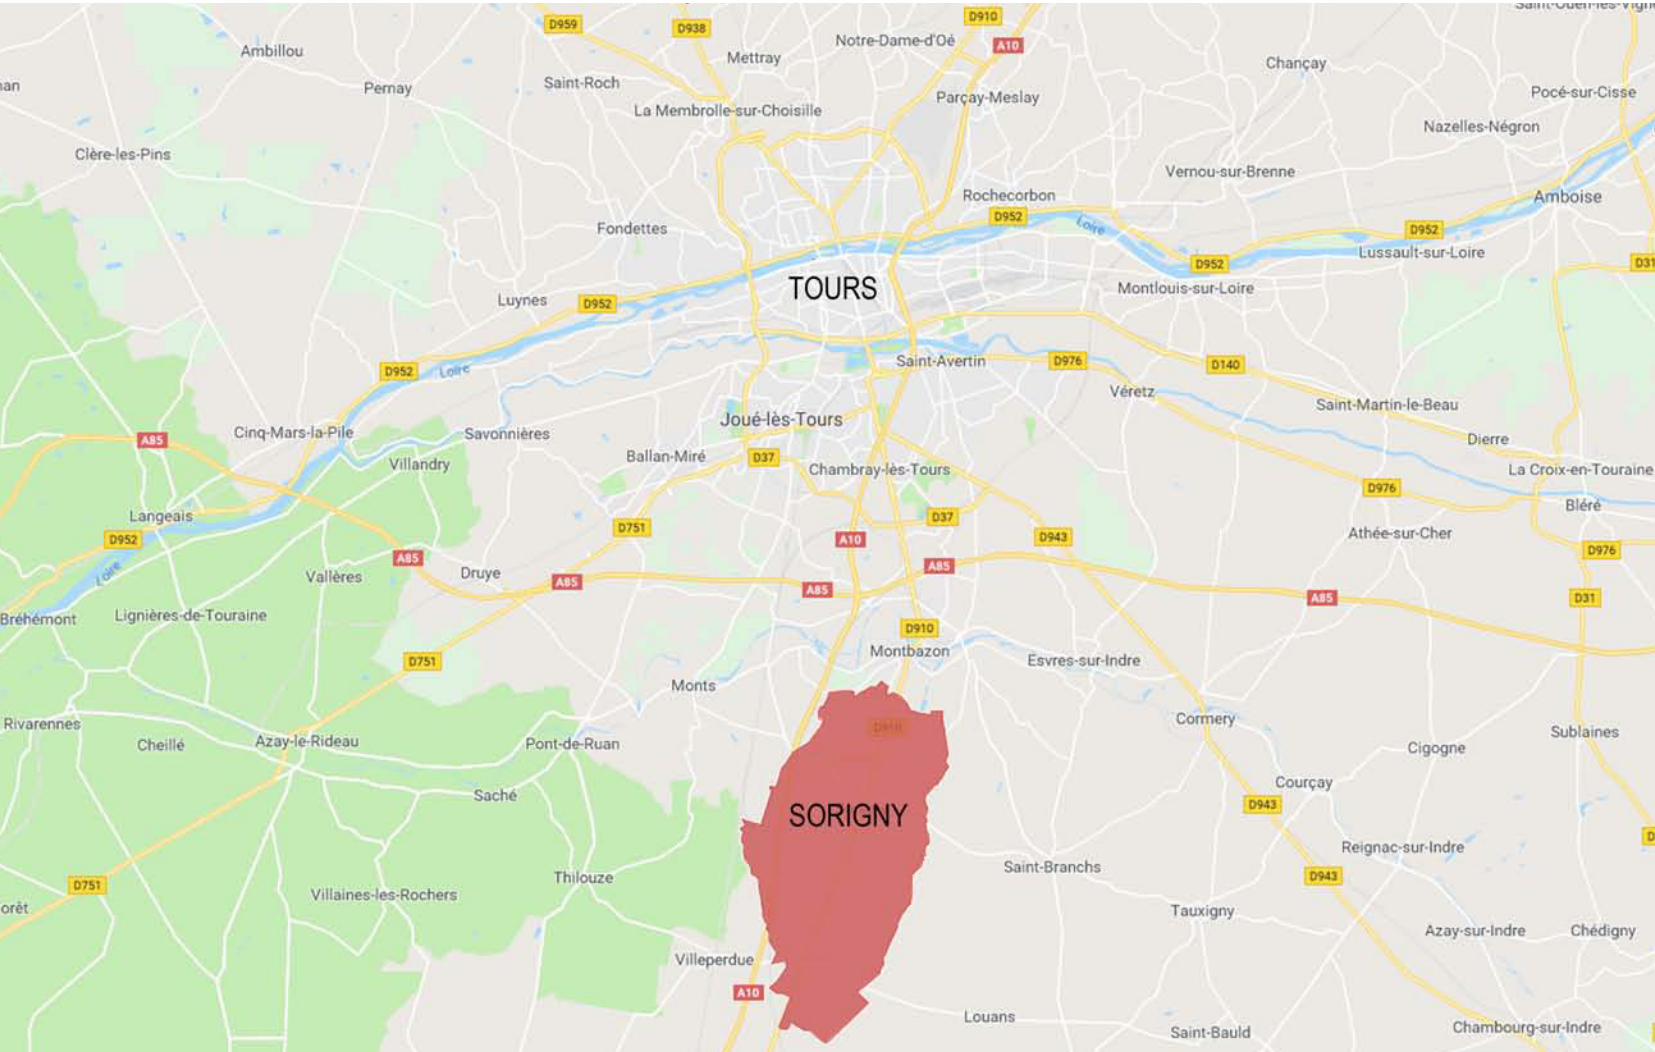 D959
D938
D910
Notre-Dame-d'Oé
A10
Ambillou
Mettray
Chançay
Pernay
Saint-Roch
Parçay-Meslay
Pocé-sur-Cisse
La Membrolle-sur-Choisille
Nazelles-Négron
Clère-les-Pins
Vernou-sur-Brenne
Rochecorbon
Amboise
D952
Loire
Fondettes
D952
Lussault-sur-Loire
D952
D31
TOURS
Montlouis-sur-Loire
Luynes
D952
D952
Loire
Saint-Avertin
D976
D140
Véretz
Saint-Martin-le-Beau
Joué-lès-Tours
Cinq-Mars-la-Pile
Savonnières
A85
Dierre
Ballan-Miré
D37
Villandry
Chambray-lès-Tours
La Croix-en-Touraine
D976
Bléré
Langeais
D751
D37
D952
A10
D943
Athée-sur-Cher
D976
A85
Loire
Vallères
Druye
A85
A85
A85
A85
D31
Bréhémont
Lignières-de-Touraine
D910
Montbazon
D751
Esvres-sur-Indre
Monts
Rivarennes
Cormery
D910
Cheillé
Azay-le-Rideau
Pont-de-Ruan
Cigogne
Sublaines
Courçay
Saché
D943
SORIGNY
Reignac-sur-Indre
Saint-Branchs
D751
Thilouze
D943
Villaines-les-Rochers
orêt
Tauxigny
Azay-sur-Indre
Chédigny
Villeperdue
A10
Louans
Saint-Bauld
Chambourg-sur-Indre